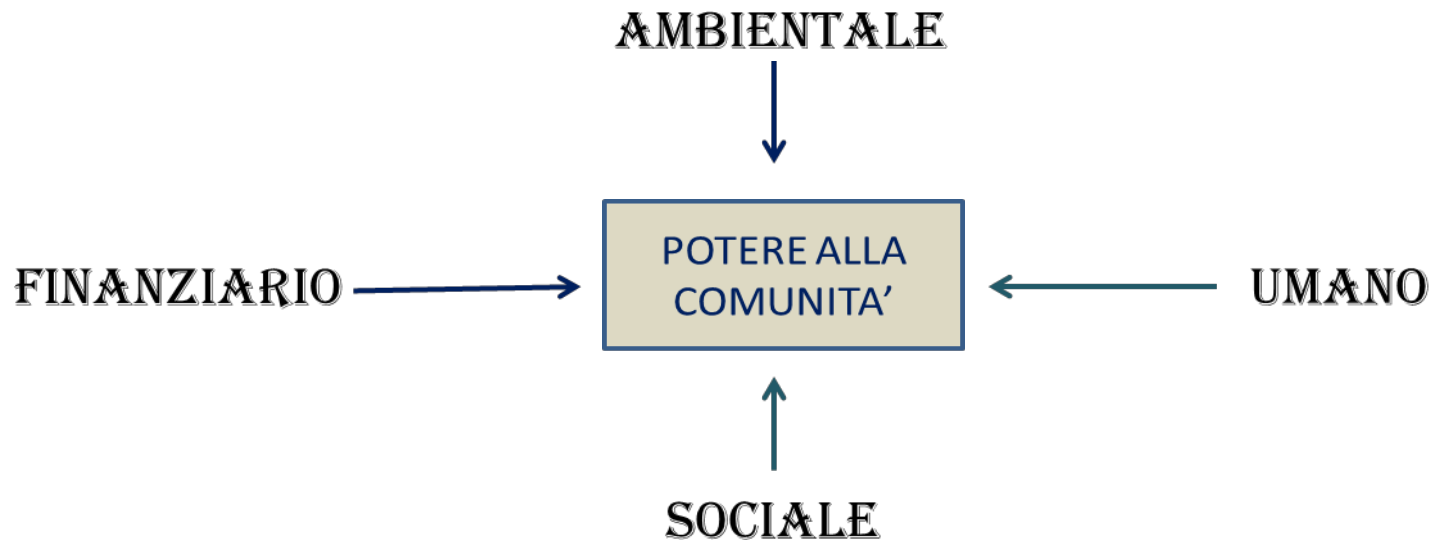 AMBIENTALE
POTERE ALLA
COMUNITA’
FINANZIARIO
UMANO
SOCIALE